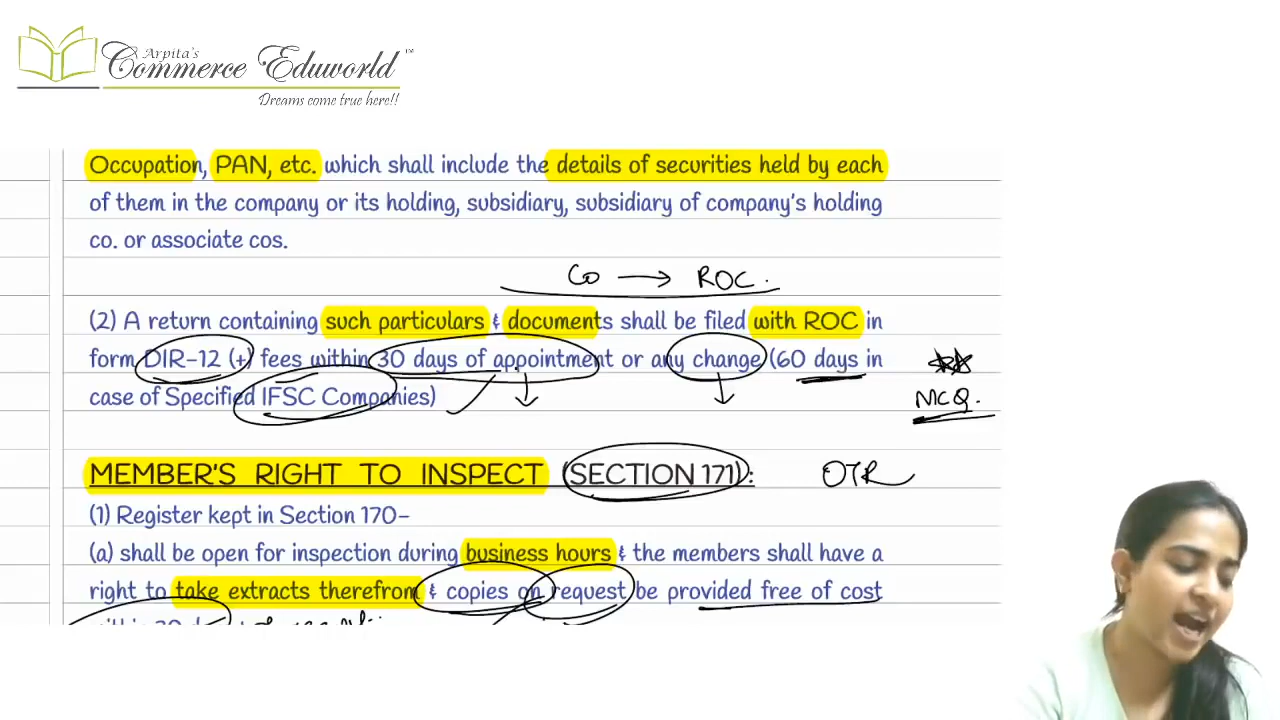 Arpita's
Commerce Eduworld™
Dreams come true here!!
Occupation, PAN, etc. which shall include the details of securities held by each
of them in the company or its holding, subsidiary, subsidiary of company's holding
co. or associate cos.
Co → ROC.
(2) A return containing such particulars & documents shall be filed with ROC in
form DIR-12 (+) fees within 30 days of appointment or any change (60 days in
case of Specified IFSC Companies)
MCQ.
MEMBER'S RIGHT TO INSPECT (SECTION 171):
OTR
(1) Register kept in Section 170-
(a) shall be open for inspection during business hours & the members shall have a
right to take extracts therefrom & copies on request be provided free of cost